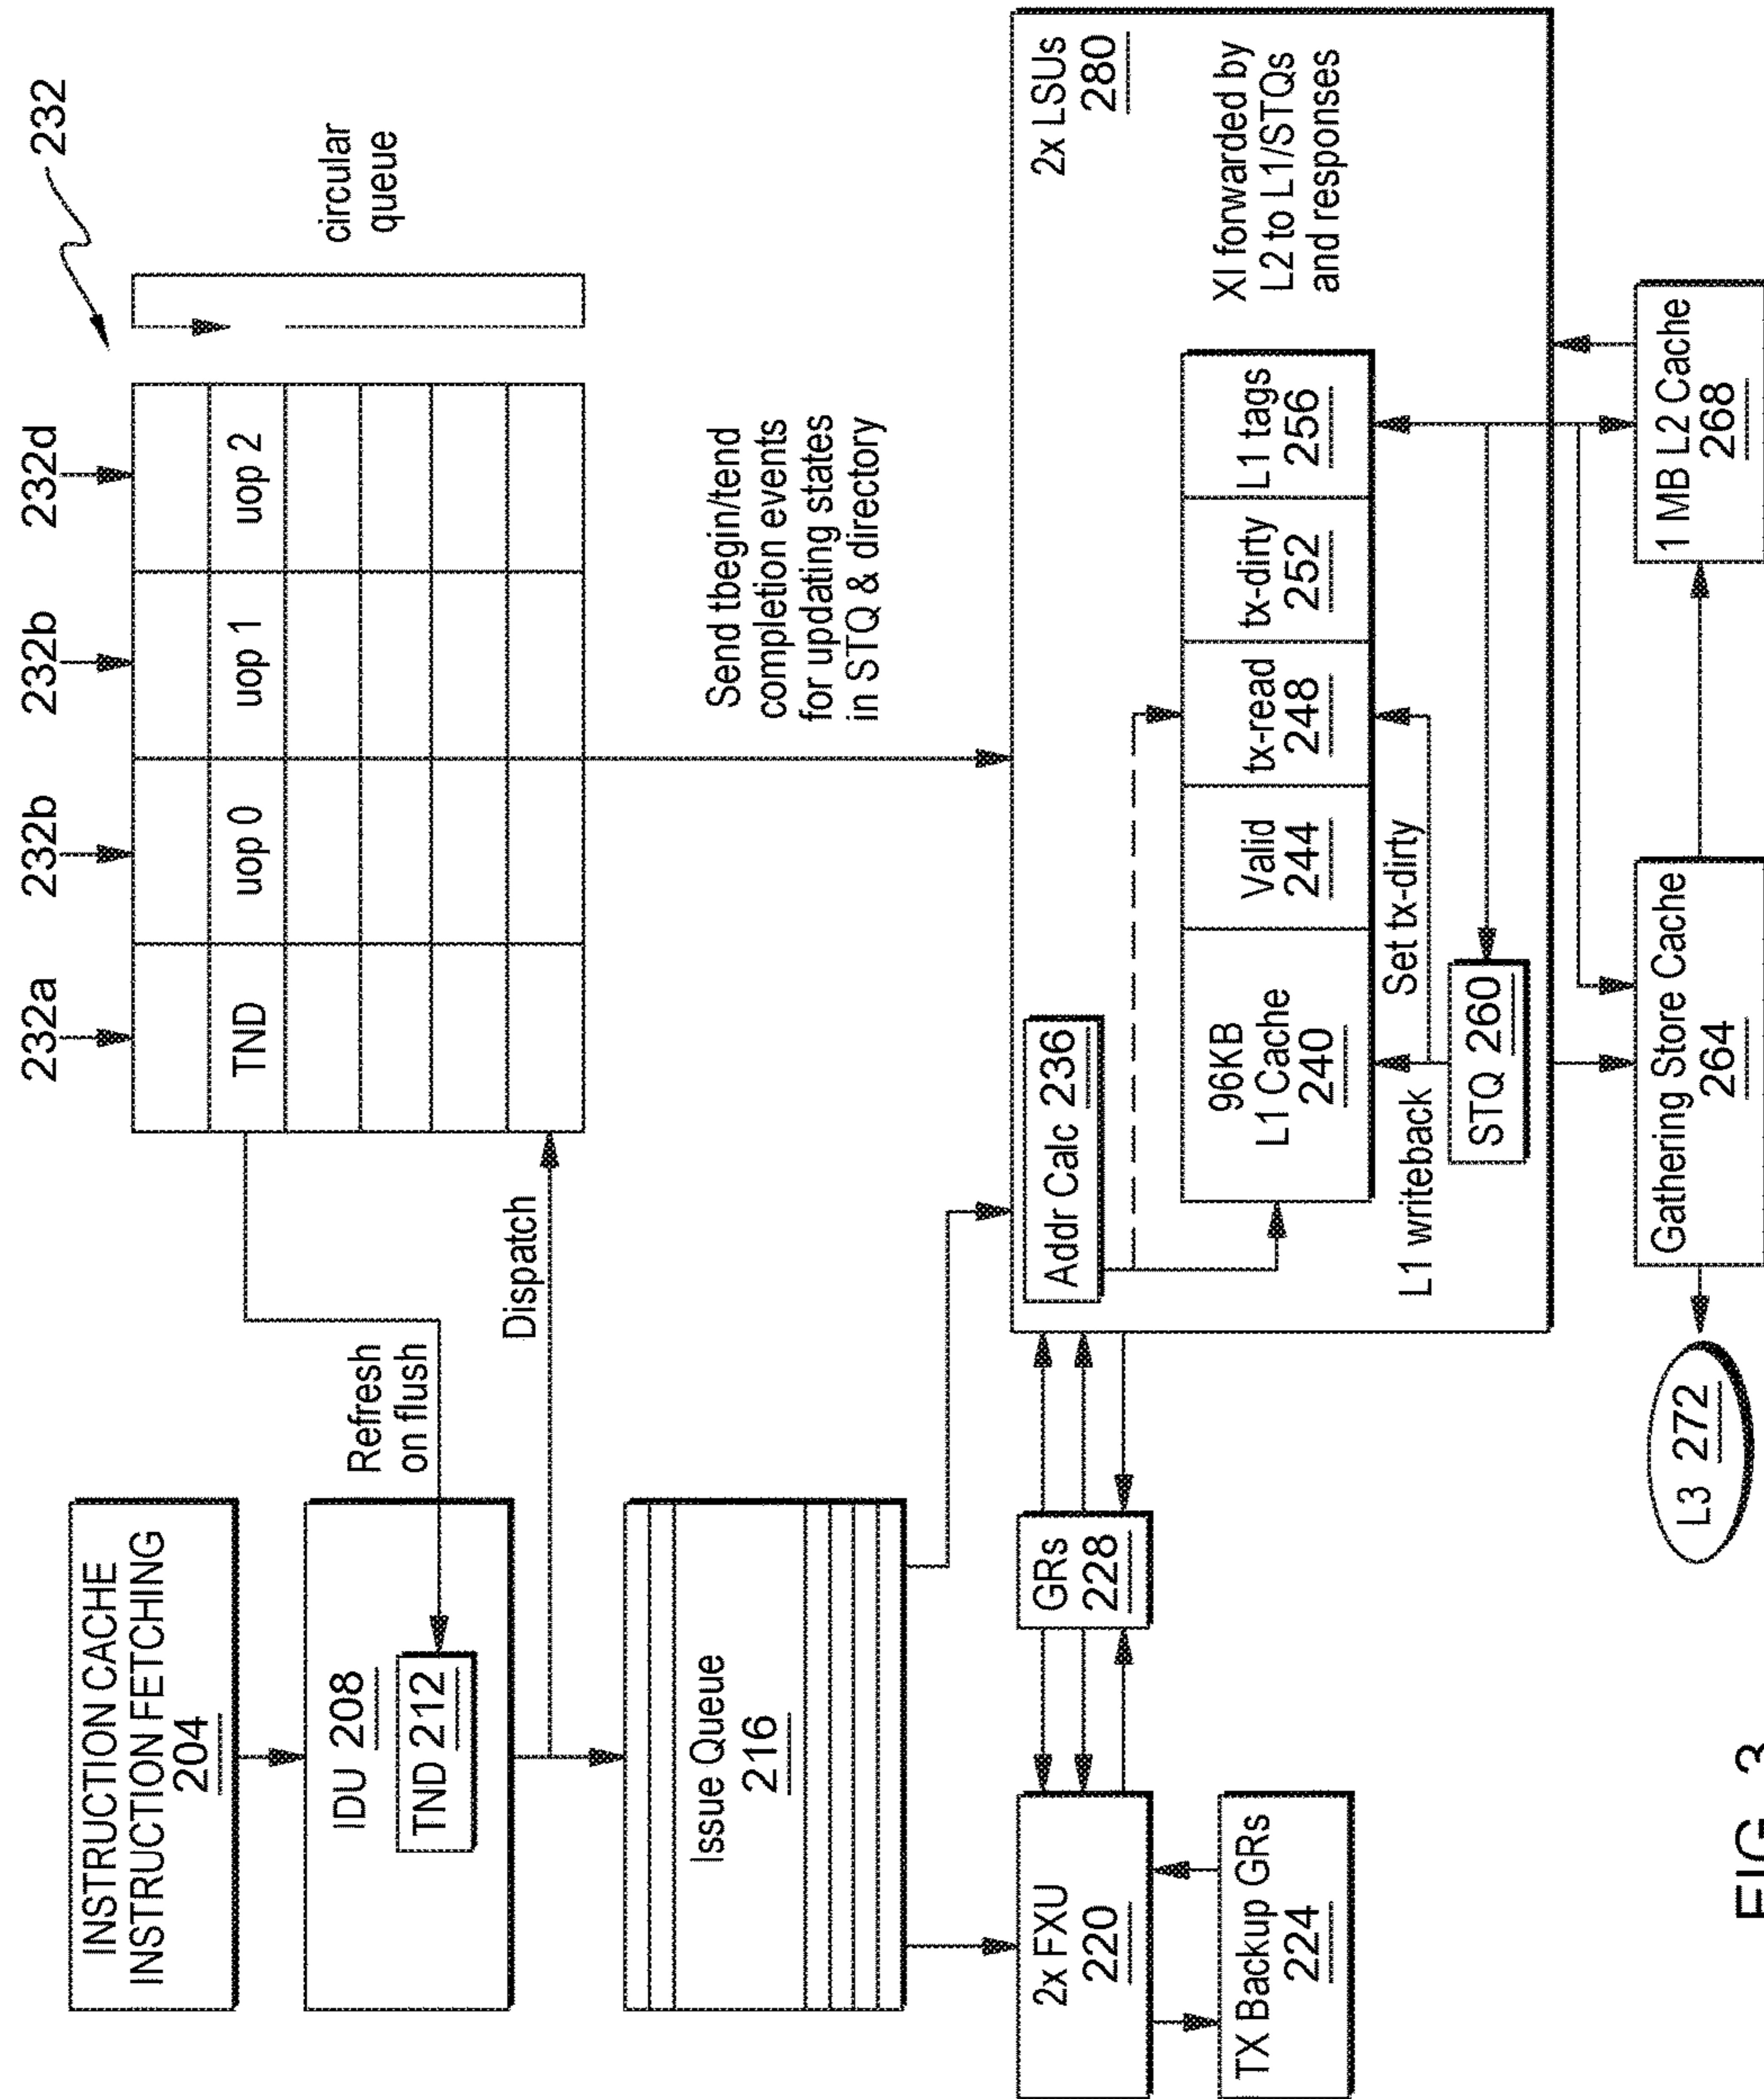 INSTRUCTION CACHE
INSTRUCTION FETCHING
204
IDU 208
TND 212
Refresh
on flush
Dispatch
Issue Queue
216
232a
232b
232b
232d
232
TND
uop 0
uop 1
uop 2
circular
queue
Send tbegin/tend
completion events
for updating states
in STQ & directory
2x FXU
220
TX Backup GRs
224
GRs
228
2x LSUs
280
Addr Calc 236
96KB
L1 Cache
240
Valid
244
tx-read
248
tx-dirty
252
L1 tags
256
XI forwarded by
L2 to L1/STQs
and responses
L1 writeback
Set tx-dirty
STQ 260
L3 272
Gathering Store Cache
264
1 MB L2 Cache
268
FIG. 3